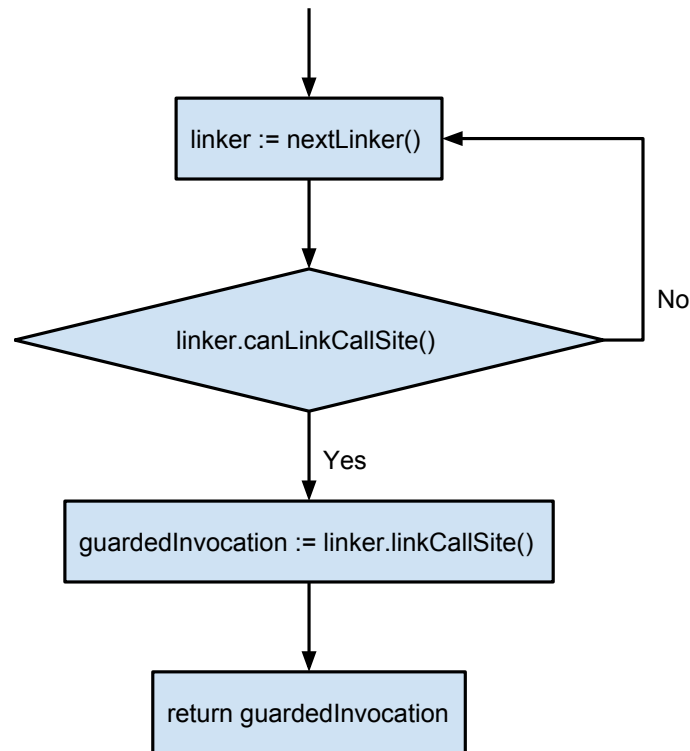 linker := nextLinker()
No
linker.canLinkCallSite()
Yes
guardedInvocation := linker.linkCallSite()
return guardedInvocation